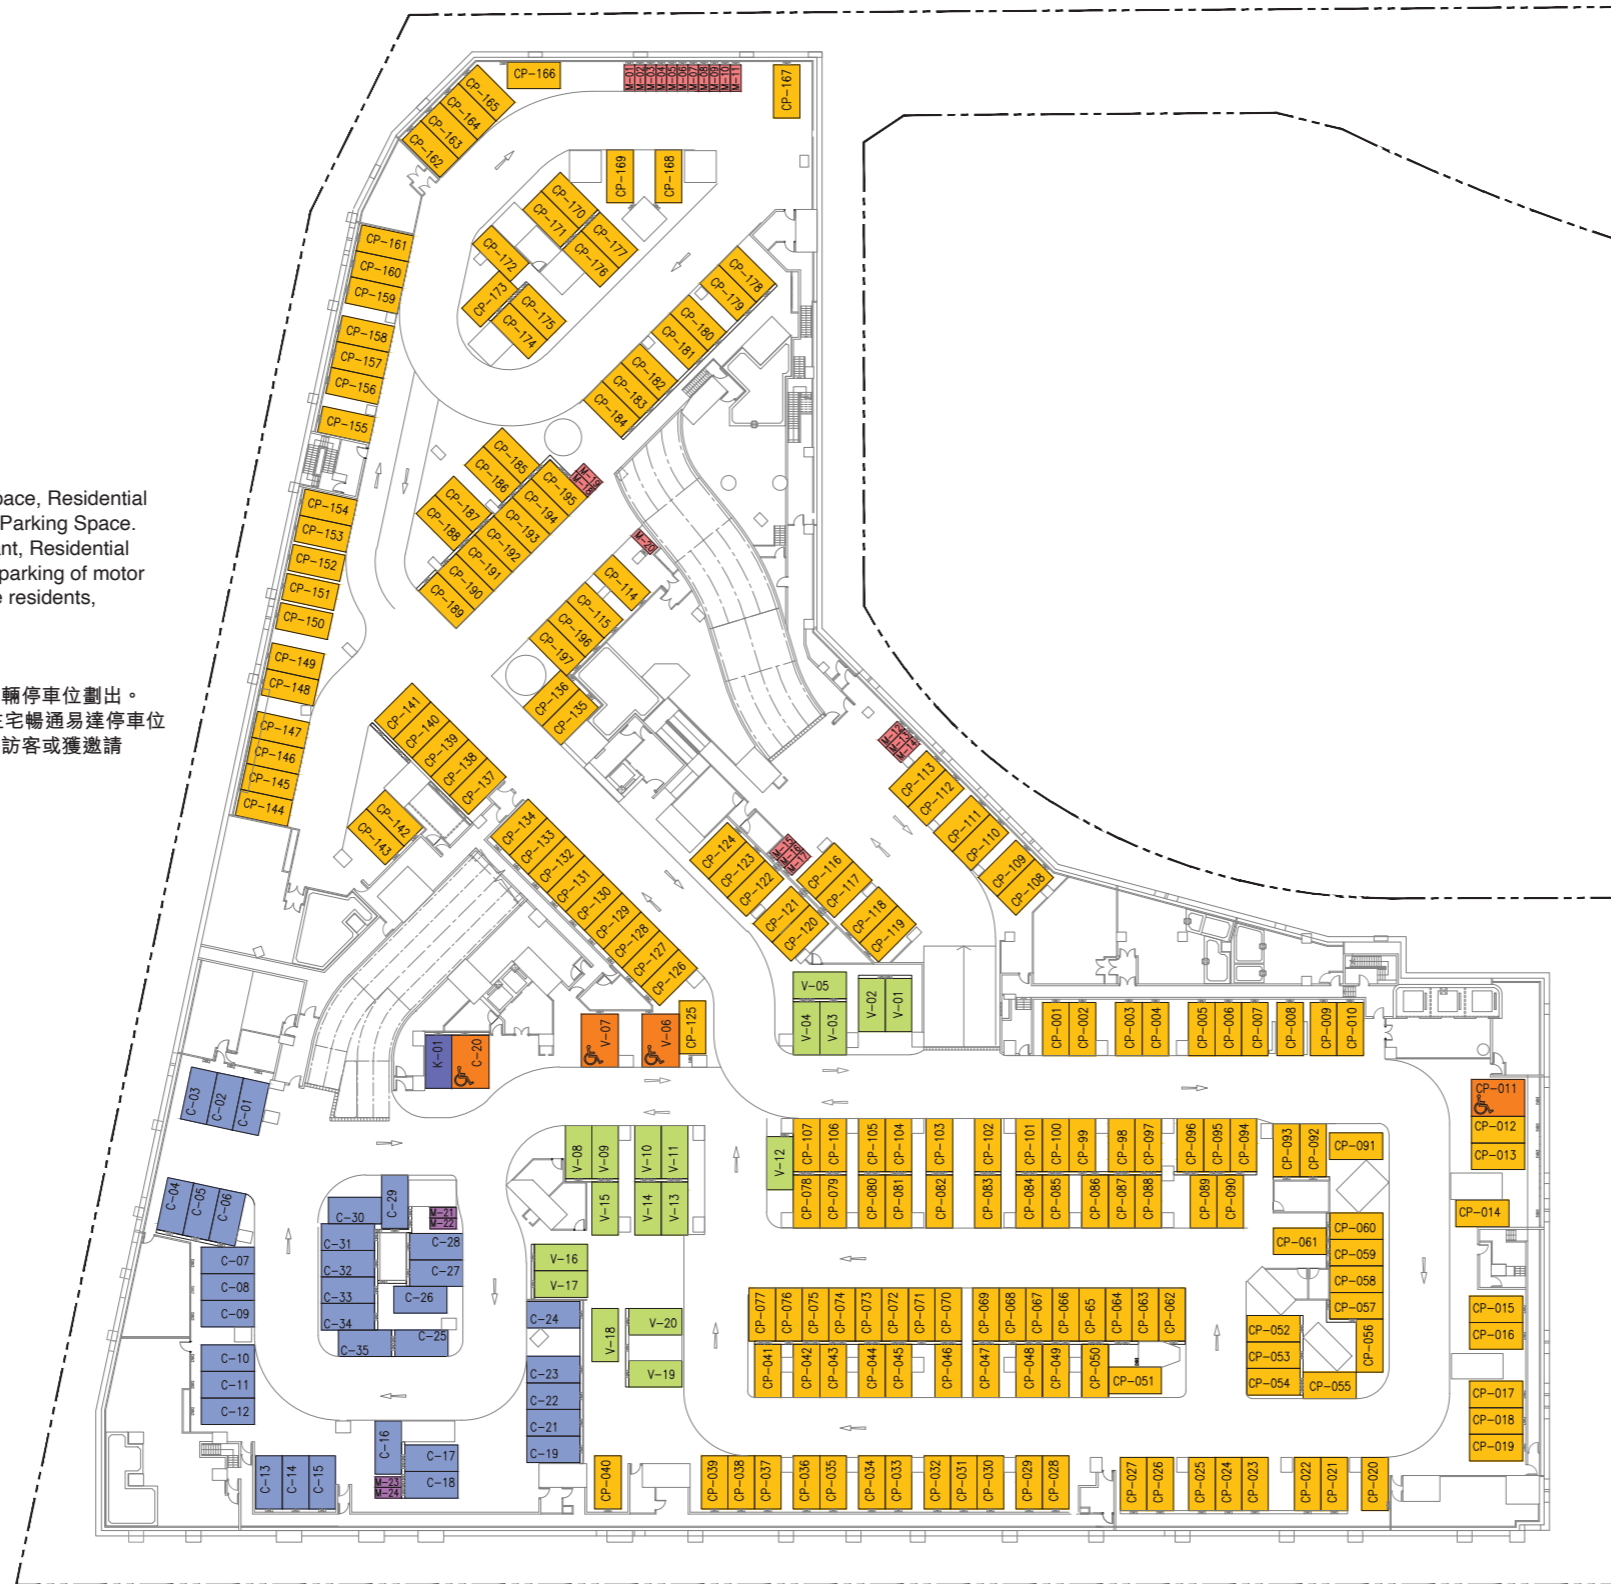 CP-166
M-01
M-02
M-03
M-04
M-05
M-06
M-07
M-08
M-09
M-10
M-11
CP-167
CP-165
CP-164
CP-163
CP-162
CP-169
CP-168
CP-170
CP-171
CP-177
CP-176
CP-172
CP-173
CP-175
CP-174
CP-161
CP-160
CP-159
CP-158
CP-157
CP-156
CP-155
CP-178
CP-179
CP-180
CP-181
CP-182
CP-183
CP-184
CP-185
CP-186
CP-187
CP-188
M-19
M-18
CP-195
CP-194
CP-193
CP-192
CP-191
CP-190
CP-189
pace, Residential
Parking Space.
ant, Residential
parking of motor
e residents,
輛停車位劃出。
主宅暢通易達停車位
訪客或獲邀請
CP-154
CP-153
CP-152
CP-151
CP-150
CP-149
CP-148
CP-147
CP-146
CP-145
CP-144
M-20
CP-114
CP-115
CP-196
CP-197
CP-136
CP-135
CP-141
CP-140
CP-139
CP-138
CP-137
CP-142
CP-143
CP-134
CP-133
CP-132
CP-131
CP-130
CP-129
CP-128
CP-127
CP-126
CP-125
CP-113
CP-112
CP-111
CP-110
CP-109
CP-108
CP-124
CP-123
CP-122
CP-121
CP-120
CP-116
CP-117
CP-118
CP-119
V-05
V-04
V-03
V-02
V-01
V-07
V-06
K-01
C-20
CP-001
CP-002
CP-003
CP-004
CP-005
CP-006
CP-007
CP-008
CP-009
CP-010
CP-011
CP-012
CP-013
CP-014
CP-015
CP-016
CP-017
CP-018
CP-019
C-03
C-02
C-01
C-04
C-05
C-06
C-07
C-08
C-09
C-10
C-11
C-12
C-13
C-14
C-15
C-16
C-17
C-18
M-23
M-24
C-29
C-30
M-21
M-22
C-31
C-32
C-33
C-34
C-35
C-28
C-27
C-26
C-25
C-24
C-23
C-22
C-21
C-19
V-08
V-09
V-10
V-11
V-12
V-15
V-14
V-13
V-16
V-17
V-18
V-20
V-19
CP-107
CP-106
CP-105
CP-104
CP-103
CP-102
CP-101
CP-100
CP-99
CP-98
CP-097
CP-096
CP-095
CP-094
CP-093
CP-092
CP-091
CP-078
CP-079
CP-080
CP-081
CP-082
CP-083
CP-084
CP-085
CP-086
CP-087
CP-088
CP-089
CP-090
CP-060
CP-061
CP-059
CP-058
CP-057
CP-056
CP-052
CP-053
CP-054
CP-055
CP-077
CP-076
CP-075
CP-074
CP-073
CP-072
CP-071
CP-070
CP-069
CP-068
CP-067
CP-066
CP-65
CP-064
CP-063
CP-062
CP-041
CP-042
CP-043
CP-044
CP-045
CP-046
CP-047
CP-048
CP-049
CP-050
CP-051
CP-040
CP-039
CP-038
CP-037
CP-036
CP-035
CP-034
CP-033
CP-032
CP-031
CP-030
CP-029
CP-028
CP-027
CP-026
CP-025
CP-024
CP-023
CP-022
CP-021
CP-020